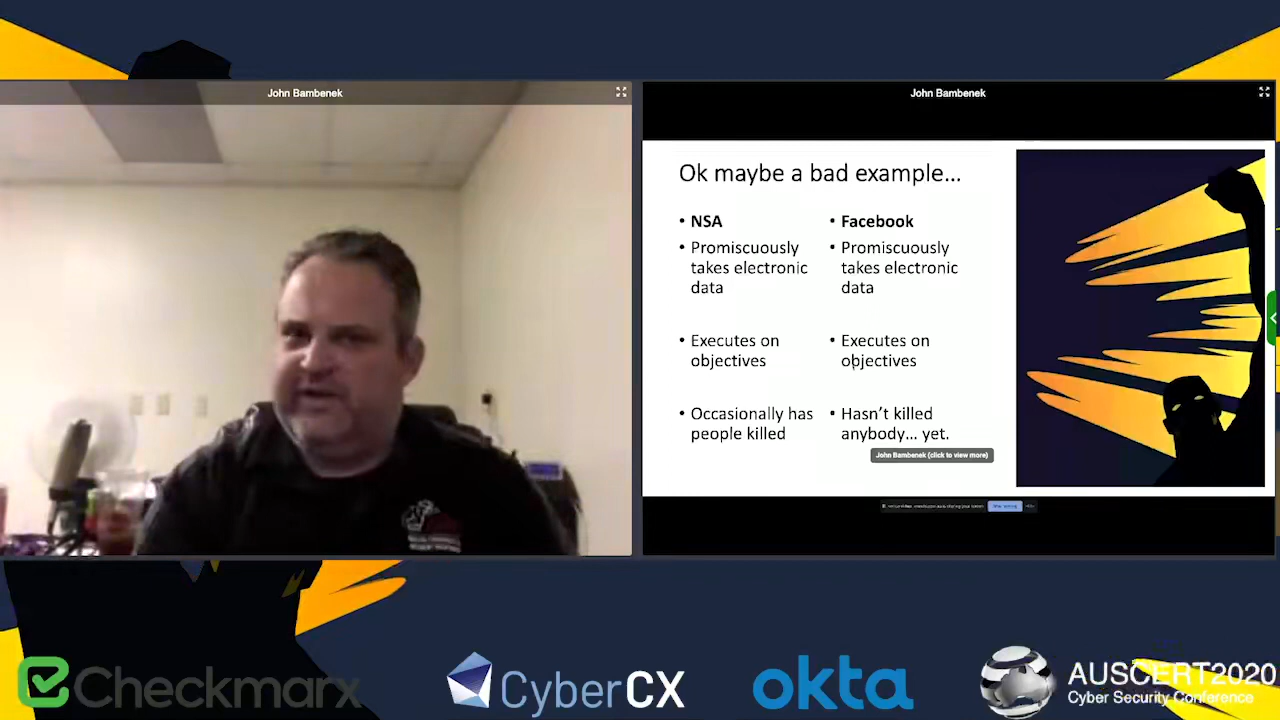 John Bambenek
John Bambenek
Ok maybe a bad example…
• NSA
• Promiscuously
takes electronic
data
• Executes on
objectives
• Occasionally has
people killed
• Facebook
• Promiscuously
takes electronic
data
• Executes on
objectives
• Hasn’t killed
anybody… yet.
John Bambenek (click to view more)
Checkmarx
CyberCX
okta
AUSCERT2020
Cyber Security Conference